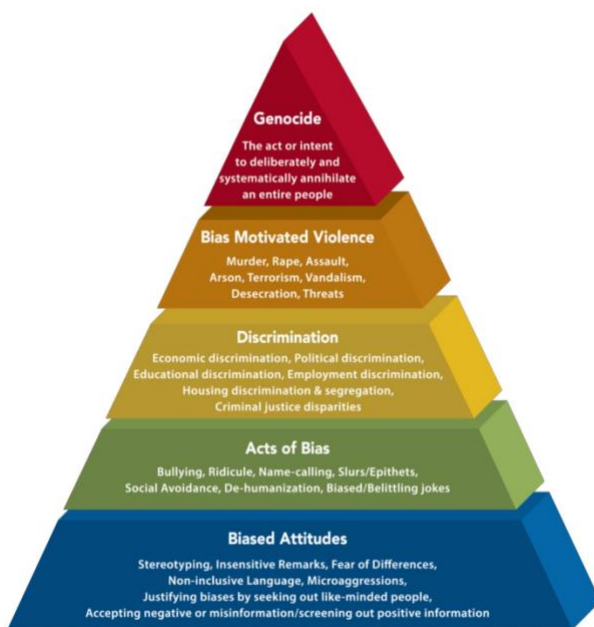 Genocide
The act or intent
to deliberately and
systematically annihilate
an entire people
Bias Motivated Violence
Murder, Rape, Assault,
Arson, Terrorism, Vandalism,
Desecration, Threats
Discrimination
Economic discrimination, Political discrimination,
Educational discrimination, Employment discrimination,
Housing discrimination & segregation,
Criminal justice disparities
Acts of Bias
Bullying, Ridicule, Name-calling, Slurs/Epithets,
Social Avoidance, De-humanization, Biased/Belittling jokes
Biased Attitudes
Stereotyping, Insensitive Remarks, Fear of Differences,
Non-inclusive Language, Microaggressions,
Justifying biases by seeking out like-minded people,
Accepting negative or misinformation/screening out positive information